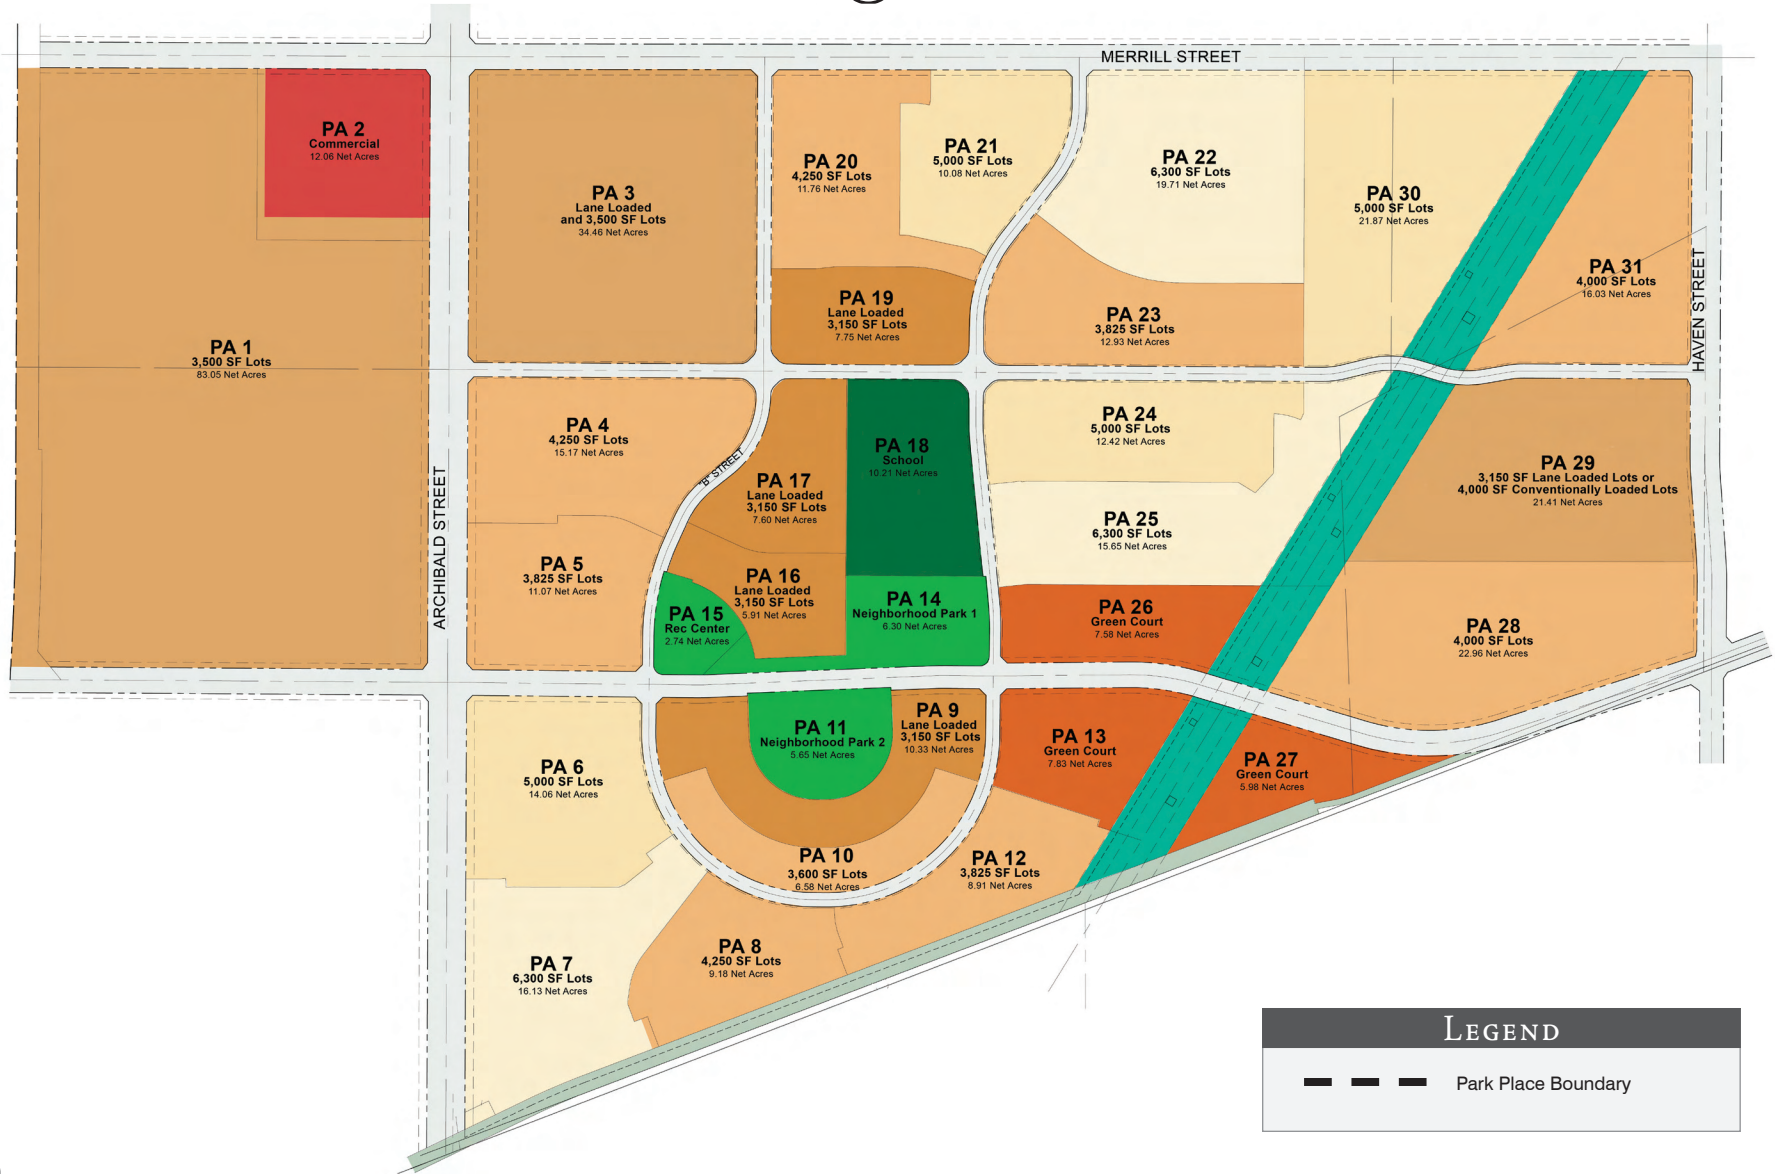 MERRILL STREET
PA 2
Commercial
12.06 Net Acres
PA 1
3,500 SF Lots
83.05 Net Acres
PA 3
Lane Loaded
and 3,500 SF Lots
34.46 Net Acres
PA 20
4,250 SF Lots
11.76 Net Acres
PA 21
5,000 SF Lots
10.08 Net Acres
PA 22
6,300 SF Lots
19.71 Net Acres
PA 30
5,000 SF Lots
21.87 Net Acres
PA 31
4,000 SF Lots
16.03 Net Acres
HAVEN STREET
PA 19
Lane Loaded
3,150 SF Lots
7.75 Net Acres
PA 23
3,825 SF Lots
12.93 Net Acres
ARCHIBALD STREET
PA 4
4,250 SF Lots
15.17 Net Acres
"B" STREET
PA 17
Lane Loaded
3,150 SF Lots
7.60 Net Acres
PA 18
School
10.21 Net Acres
PA 24
5,000 SF Lots
12.42 Net Acres
PA 29
3,150 SF Lane Loaded Lots or
4,000 SF Conventionally Loaded Lots
21.41 Net Acres
PA 25
6,300 SF Lots
15.65 Net Acres
PA 5
3,825 SF Lots
11.07 Net Acres
PA 16
Lane Loaded
3,150 SF Lots
5.91 Net Acres
PA 15
Rec Center
2.74 Net Acres
PA 14
Neighborhood Park 1
6.30 Net Acres
PA 26
Green Court
7.58 Net Acres
PA 28
4,000 SF Lots
22.96 Net Acres
PA 6
5,000 SF Lots
14.06 Net Acres
PA 11
Neighborhood Park 2
5.65 Net Acres
PA 9
Lane Loaded
3,150 SF Lots
10.33 Net Acres
PA 13
Green Court
7.83 Net Acres
PA 27
Green Court
5.98 Net Acres
PA 10
3,600 SF Lots
6.58 Net Acres
PA 12
3,825 SF Lots
8.91 Net Acres
PA 7
6,300 SF Lots
16.13 Net Acres
PA 8
4,250 SF Lots
9.18 Net Acres
LEGEND
Park Place Boundary